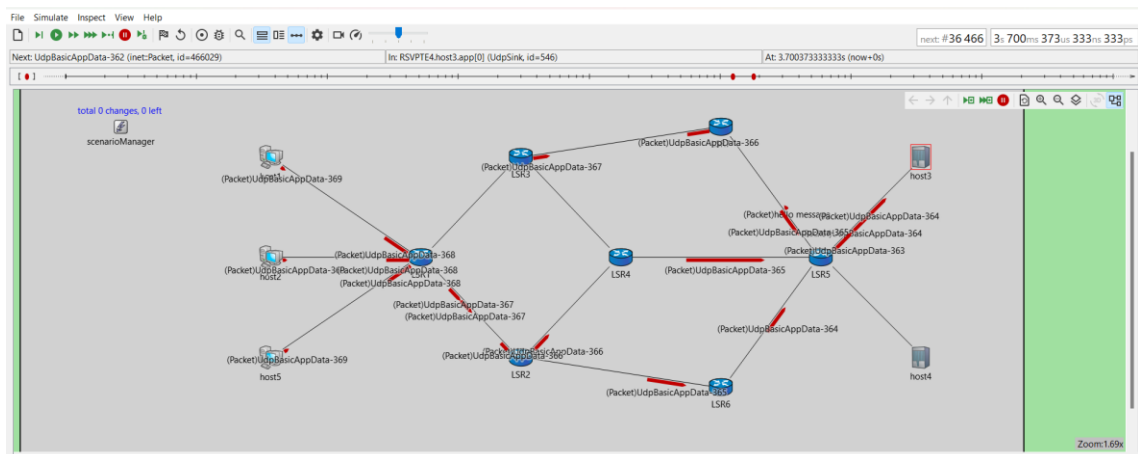 File Simulate Inspect View Help
next: #36 466 3s 700ms 373us 333ns 333ps
Next: UdpBasicAppData-362 (inet:Packet, id=466029) In: RSVPTE4.host3.app[0] (UdpSink, id=546) At: 3.700373333333s (now+0s)
total 0 changes, 0 left
scenarioManager
(Packet)UdpBasicAppData-366
(Packet)UdpBasicAppData-367
LSR3
host1
(Packet)UdpBasicAppData-369
host3
(Packet)hello message
(Packet)UdpBasicAppData-364
(Packet)UdpBasicAppData-365
(Packet)UdpBasicAppData-364
(Packet)UdpBasicAppData-368
(Packet)UdpBasicAppData-363
(Packet)UdpBasicAppData-368
(Packet)UdpBasicAppData-365
host2
LSR1
LSR4
LSR5
(Packet)UdpBasicAppData-368
(Packet)UdpBasicAppData-367
(Packet)UdpBasicAppData-367
(Packet)UdpBasicAppData-364
(Packet)UdpBasicAppData-366
(Packet)UdpBasicAppData-366
(Packet)UdpBasicAppData-369
host5
LSR2
host4
(Packet)UdpBasicAppData-365
LSR6
Zoom:1.69x